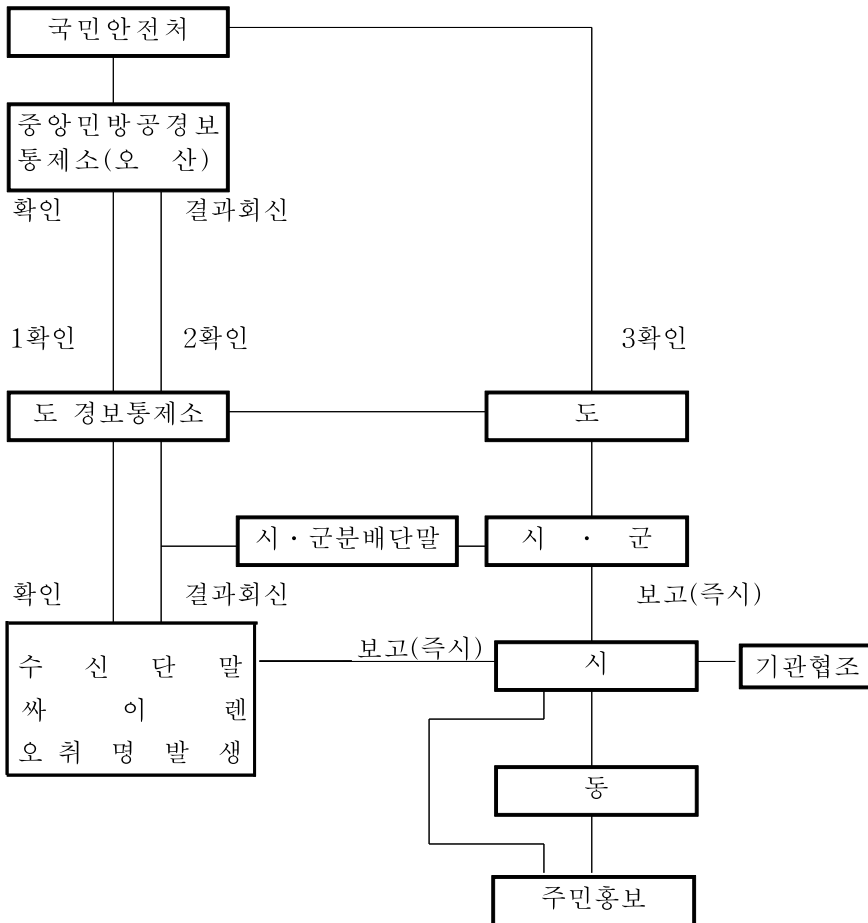 국민안전처
중앙민방공경보
통제소(오 산)
확인 결과회신
1확인 2확인 3확인
도 경보통제소 도
시 · 군분배단말 시 · 군
확인 결과회신 보고(즉시)
보고(즉시)
수 신 단 말
싸 이 렌
오 취 명 발 생
시
기관협조
동
주민홍보